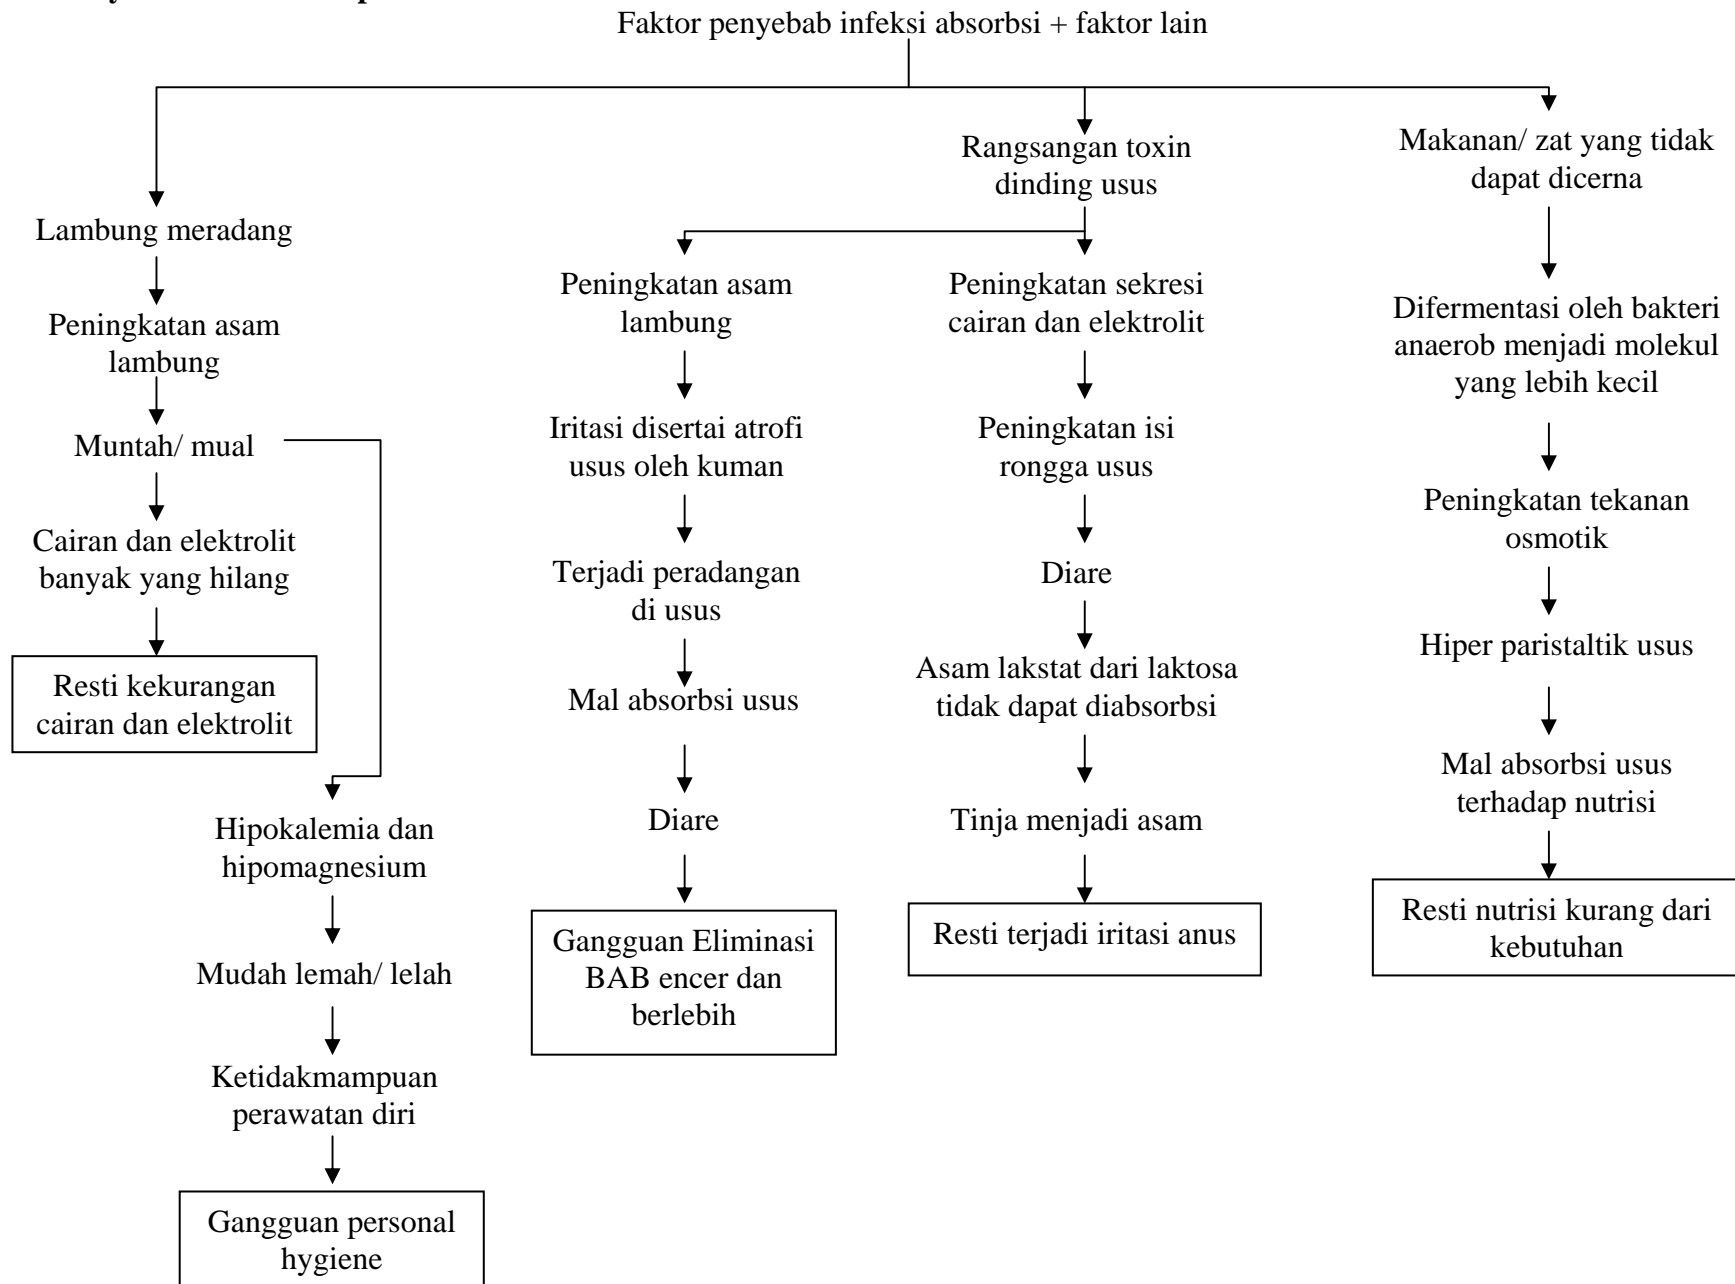 Faktor penyebab infeksi absorbsi + faktor lain
Lambung meradang
Peningkatan asam
lambung
Muntah/ mual
Cairan dan elektrolit
banyak yang hilang
Resti kekurangan
cairan dan elektrolit
Hipokalemia dan
hipomagnesium
Mudah lemah/ lelah
Ketidakmampuan
perawatan diri
Gangguan personal
hygiene
Rangsangan toxin
dinding usus
Peningkatan asam
lambung
Iritasi disertai atrofi
usus oleh kuman
Terjadi peradangan
di usus
Mal absorbsi usus
Diare
Gangguan Eliminasi
BAB encer dan
berlebih
Peningkatan sekresi
cairan dan elektrolit
Peningkatan isi
rongga usus
Diare
Asam lakstat dari laktosa
tidak dapat diabsorbsi
Tinja menjadi asam
Resti terjadi iritasi anus
Makanan/ zat yang tidak
dapat dicerna
Difermentasi oleh bakteri
anaerob menjadi molekul
yang lebih kecil
Peningkatan tekanan
osmotik
Hiper paristaltik usus
Mal absorbsi usus
terhadap nutrisi
Resti nutrisi kurang dari
kebutuhan